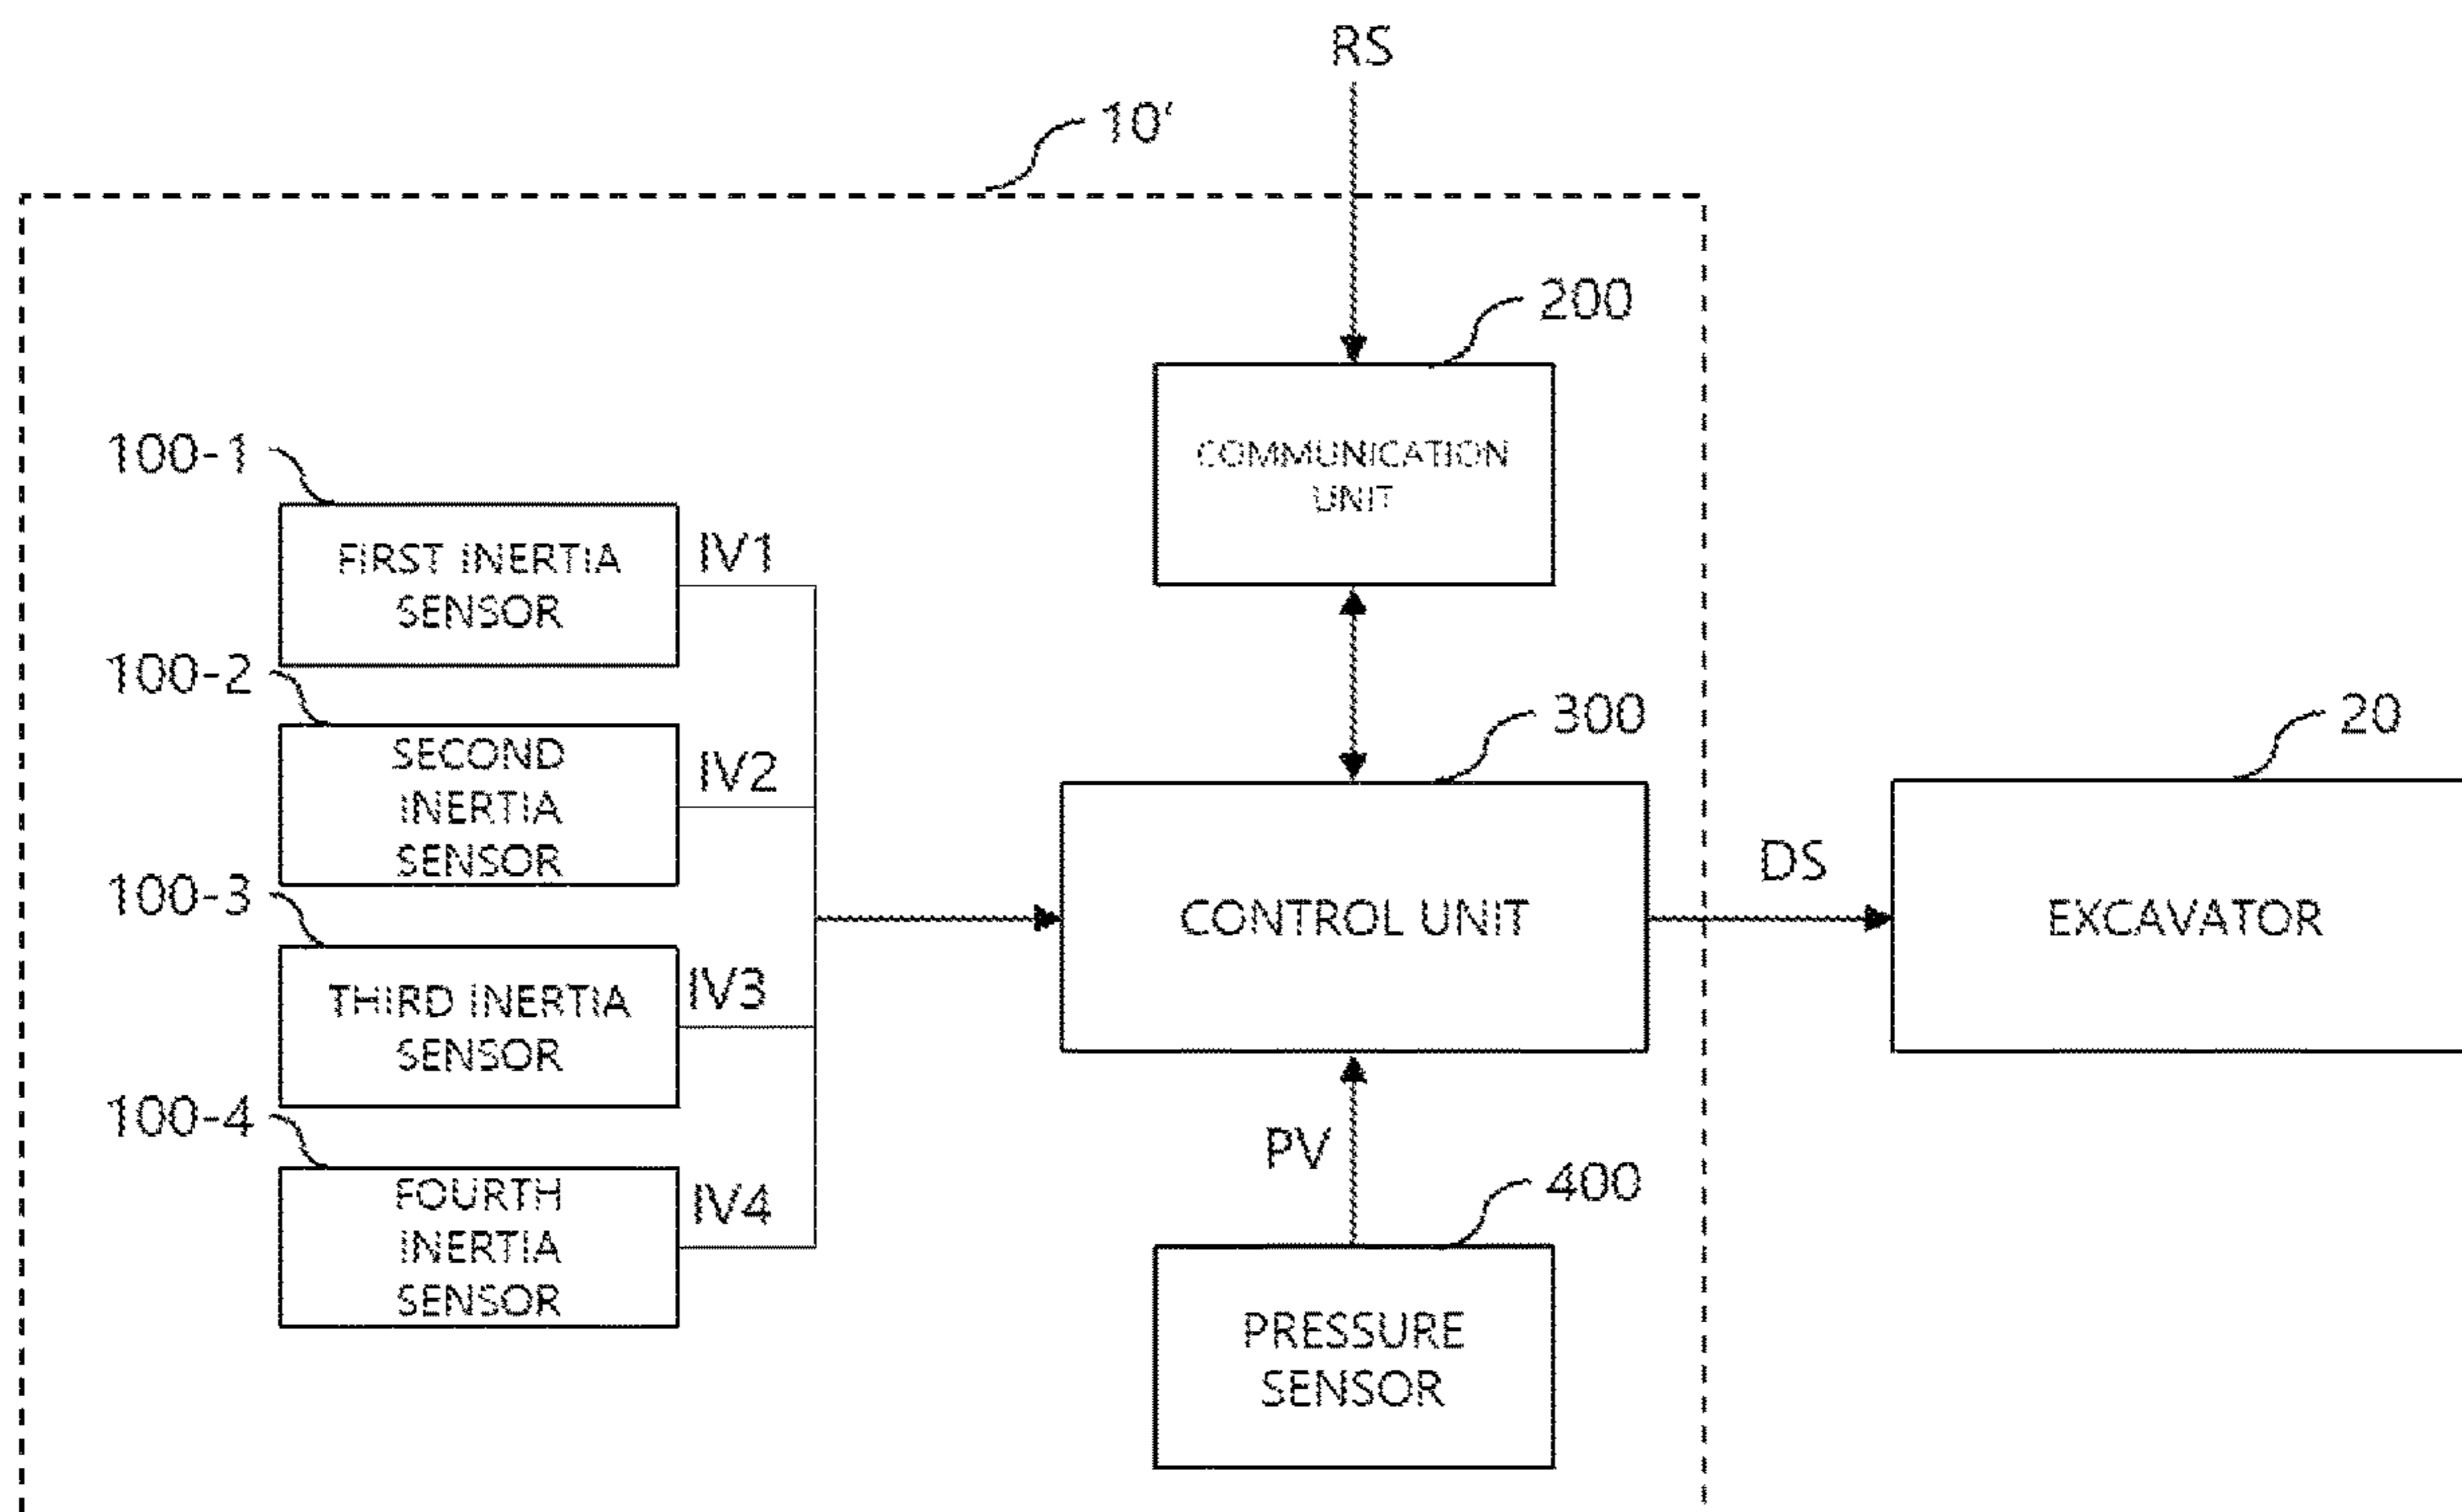 RS
10'
200
COMMUNICATION
UNIT
100-1
FIRST INERTIA
SENSOR
IV1
100-2
SECOND
INERTIA
SENSOR
IV2
300
CONTROL UNIT
DS
20
EXCAVATOR
100-3
THIRD INERTIA
SENSOR
IV3
100-4
FOURTH
INERTIA
SENSOR
IV4
PV
400
PRESSURE
SENSOR